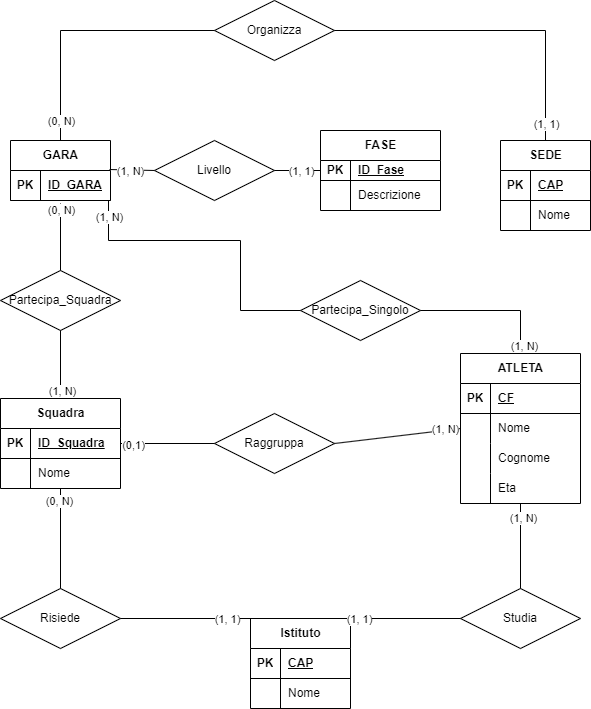 Organizza
(0, N)
(1, 1)
GARA
PK ID_GARA
(1, N)
Livello
(1, 1)
FASE
PK ID_Fase
Descrizione
SEDE
PK CAP
Nome
(0, N)
(1, N)
Partecipa_Squadra
Partecipa_Singolo
(1, N)
(1, N)
ATLETA
PK CF
Nome
Cognome
Eta
Squadra
PK ID_Squadra
Nome
(0,1)
Raggruppa
(1, N)
(0, N)
(1, N)
Risiede
(1, 1)
(1, 1)
Studia
Istituto
PK CAP
Nome